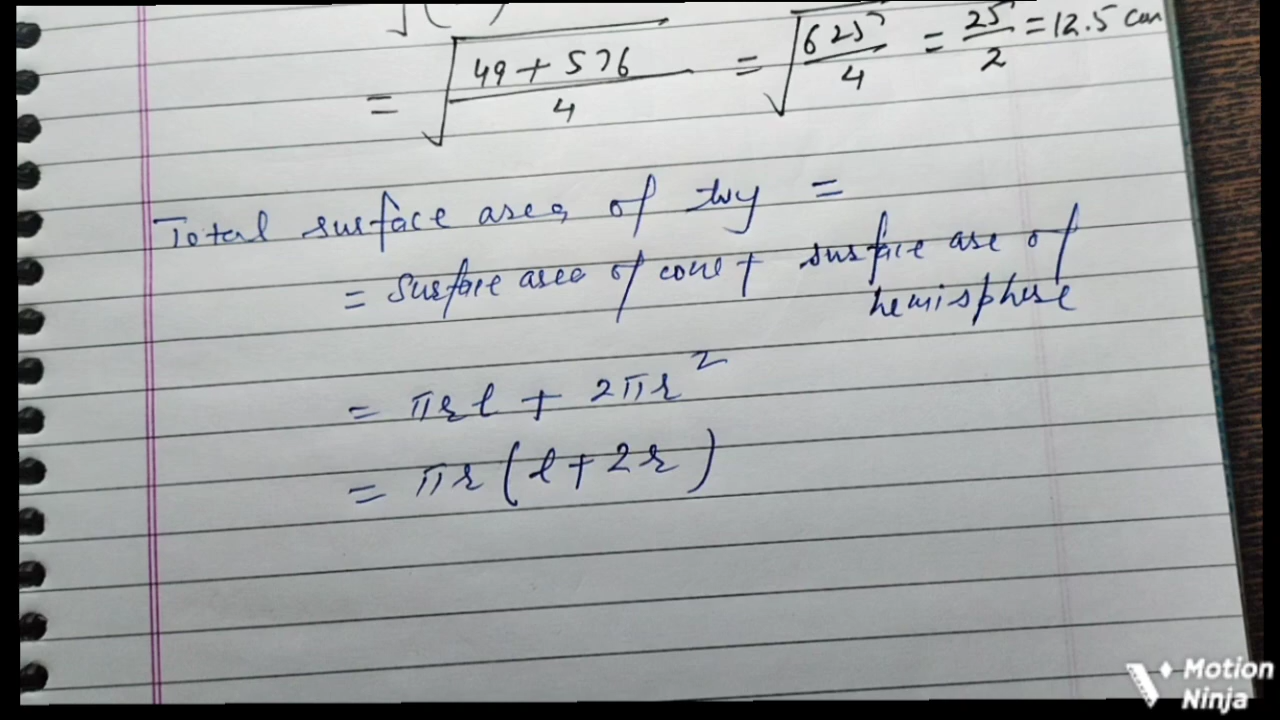 = √(49 + 576 / 4) = √(625 / 4) = 25 / 2 = 12.5 cm
Total surface area of toy =
= Surface area of cone + surface are of
hemisphere
= πrl + 2πr²
= πr(l + 2r)
Motion
Ninja